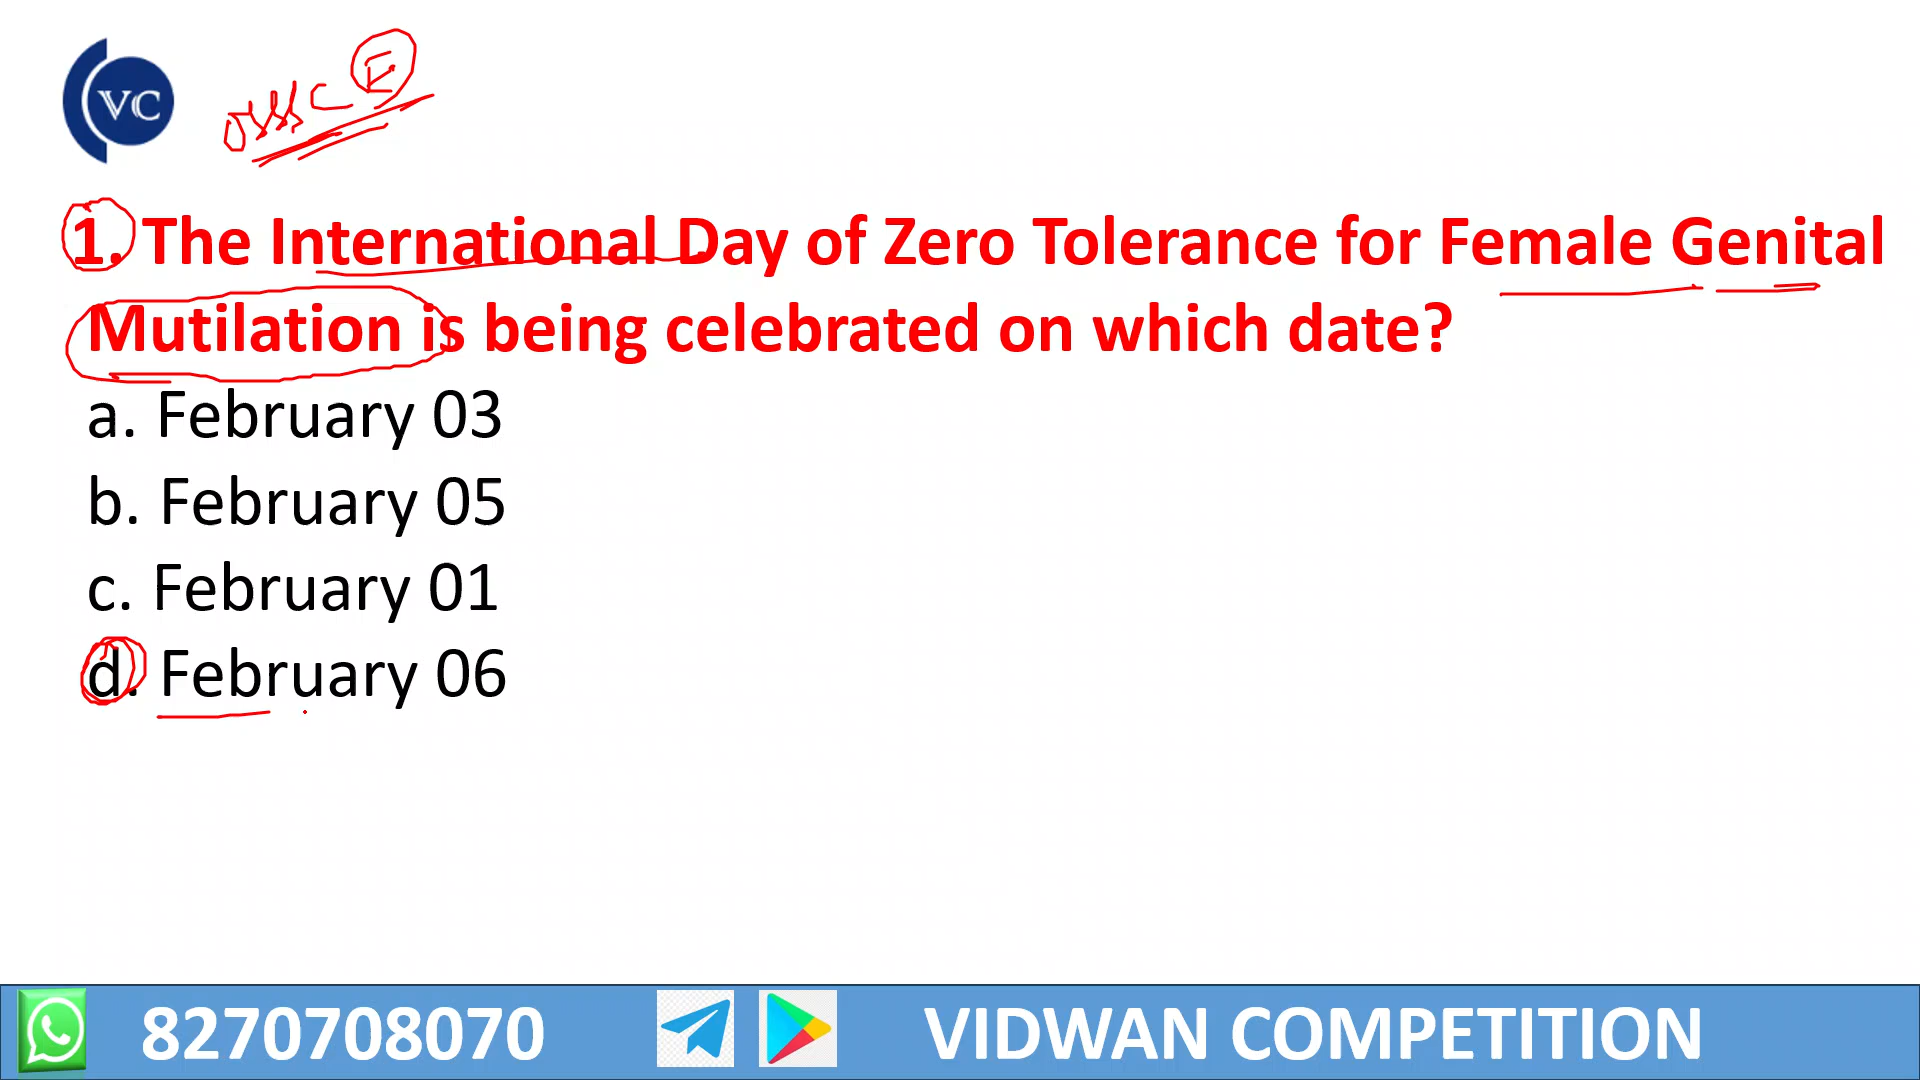 VC
1. The International Day of Zero Tolerance for Female Genital
Mutilation is being celebrated on which date?
a. February 03
b. February 05
c. February 01
d. February 06
8270708070 VIDWAN COMPETITION